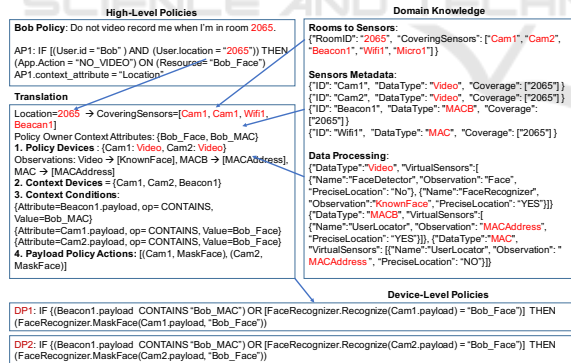 High-Level Policies
Bob Policy: Do not video record me when I'm in room 2065.
AP1: IF [(User.id = "Bob" ) AND (User.location = "2065")) THEN
(App.Action = "NO_VIDEO") ON (Resource= "Bob_Face")
AP1.context_attribute = "Location"
Translation
Location=2065 → CoveringSensors=[Cam1, Cam1, Wifi1,
Beacan1]
Policy Owner Context Attributes: {Bob_Face, Bob_MAC}
1. Policy Devices : {Cam1: Video, Cam2: Video}
Observations: Video → [KnownFace], MACB → [MACAddress],
MAC → [MACAddress]
2. Context Devices = {Cam1, Cam2, Beacon1}
3. Context Conditions:
{Attribute=Beacon1.payload, op= CONTAINS,
Value=Bob_MAC}
{Attribute=Cam1.payload, op= CONTAINS, Value=Bob_Face}
{Attribute=Cam2.payload, op= CONTAINS, Value=Bob_Face}
4. Payload Policy Actions: [(Cam1, MaskFace), (Cam2,
MaskFace)]
Domain Knowledge
Rooms to Sensors:
{"RoomID": "2065", "CoveringSensors": ["Cam1", "Cam2",
"Beacon1", "Wifi1", "Micro1"] }
Sensors Metadata:
{"ID": "Cam1", "DataType": "Video", "Coverage": ["2065"] }
{"ID": "Cam2", "DataType": "Video", "Coverage": ["2065"] }
{"ID": "Beacon1", "DataType": "MACB", "Coverage":
["2065"] }
{"ID": "Wifi1", "DataType": "MAC", "Coverage": ["2065"] }
Data Processing:
{"DataType":"Video", "VirtualSensors":[
{"Name":"FaceDetector", "Observation": "Face",
"PreciseLocation": "No"}, {"Name":"FaceRecognizer",
"Observation":"KnownFace", "PreciseLocation": "YES"}]}
{"DataType": "MACB", "VirtualSensors":[
{"Name":"UserLocator", "Observation": "MACAddress",
"PreciseLocation": "YES"}]}, {"DataType":"MAC",
"VirtualSensors": [{"Name":"UserLocator", "Observation": "
MACAddress", "PreciseLocation": "NO"}]}
Device-Level Policies
DP1: IF {(Beacon1.payload CONTAINS "Bob_MAC") OR [FaceRecognizer.Recognize(Cam1.payload) = "Bob_Face")] THEN
(FaceRecognizer.MaskFace(Cam1.payload, "Bob_Face"))
DP2: IF {(Beacon1.payload CONTAINS "Bob_MAC") OR [FaceRecognizer.Recognize(Cam2.payload) = "Bob_Face")] THEN
(FaceRecognizer.MaskFace(Cam2.payload, "Bob_Face"))